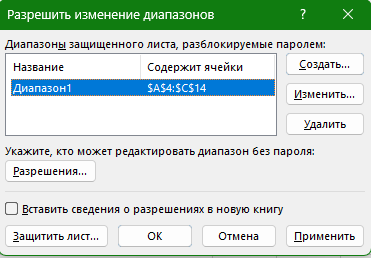 Разрешить изменение диапазонов
Диапазоны защищенного листа, разблокируемые паролем:
Название Содержит ячейки
Диапазон1 $A$4:$C$14
Создать...
Изменить...
Удалить
Укажите, кто может редактировать диапазон без пароля:
Разрешения...
Вставить сведения о разрешениях в новую книгу
Защитить лист... ОК Отмена Применить